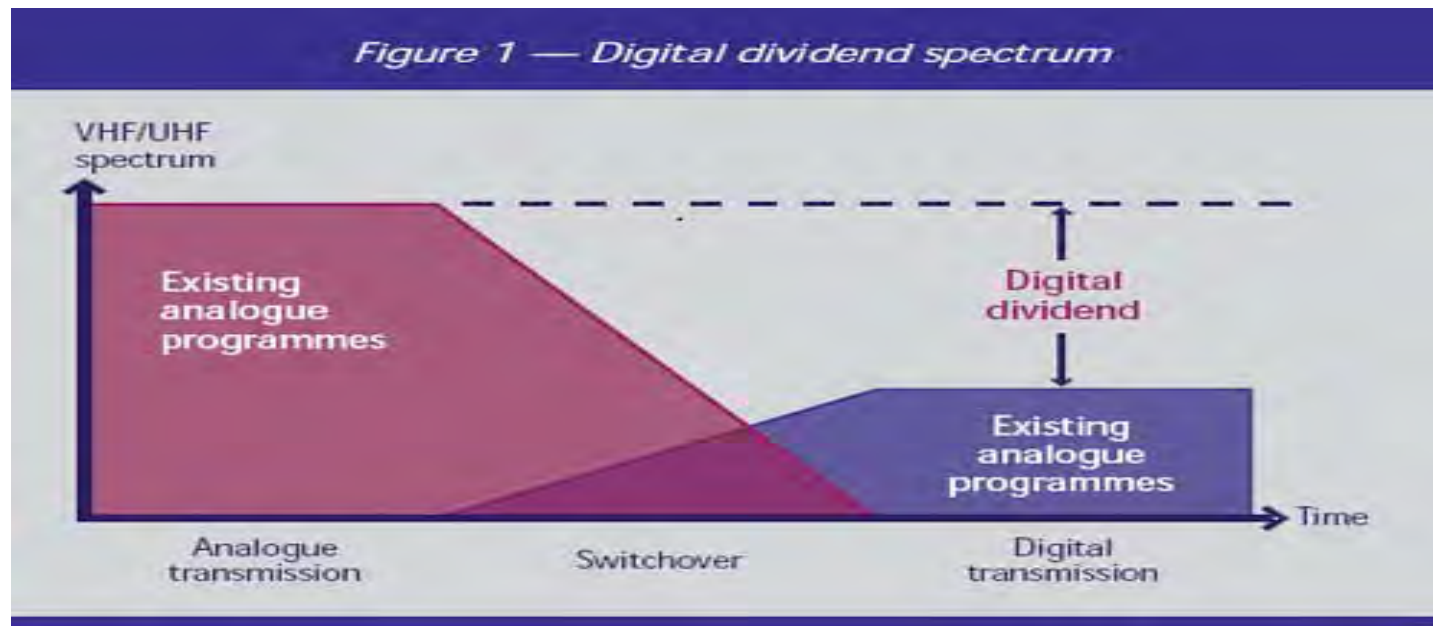 Figure 1 — Digital dividend spectrum
VHF/UHF
spectrum
Existing
analogue
programmes
Digital
dividend
Existing
analogue
programmes
Time
Analogue
transmission
Switchover
Digital
transmission